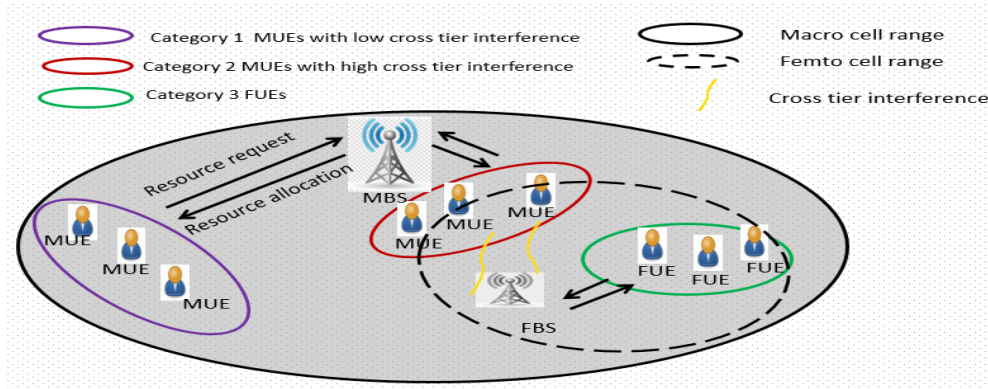 Category 1 MUEs with low cross tier interference
Category 2 MUEs with high cross tier interference
Category 3 FUEs
Macro cell range
Femto cell range
Cross tier interference
Resource request
Resource allocation
MBS
MUE
MUE
MUE
MUE
MUE
MUE
FUE
FUE
FUE
FBS